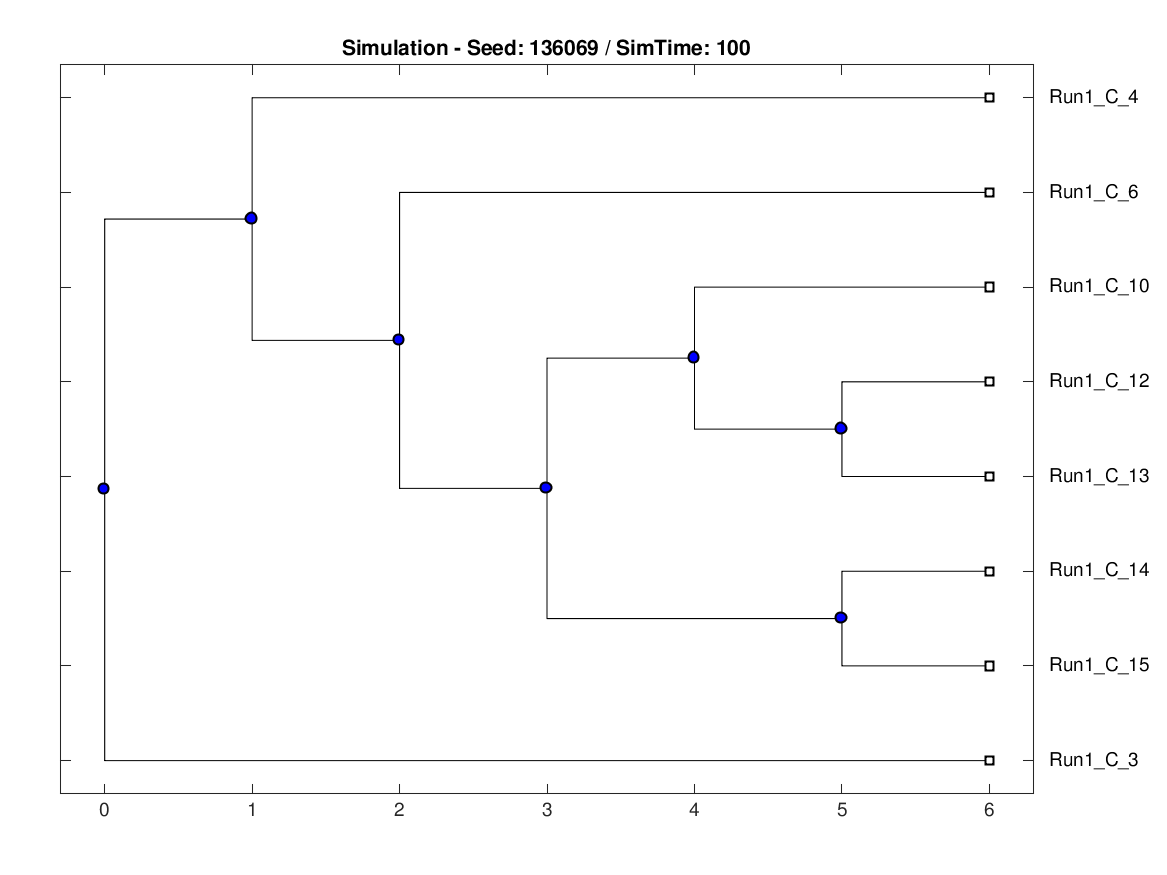 Simulation - Seed: 136069 / SimTime: 100
Run1_C_4
Run1_C_6
Run1_C_10
Run1_C_12
Run1_C_13
Run1_C_14
Run1_C_15
Run1_C_3
0 1 2 3 4 5 6